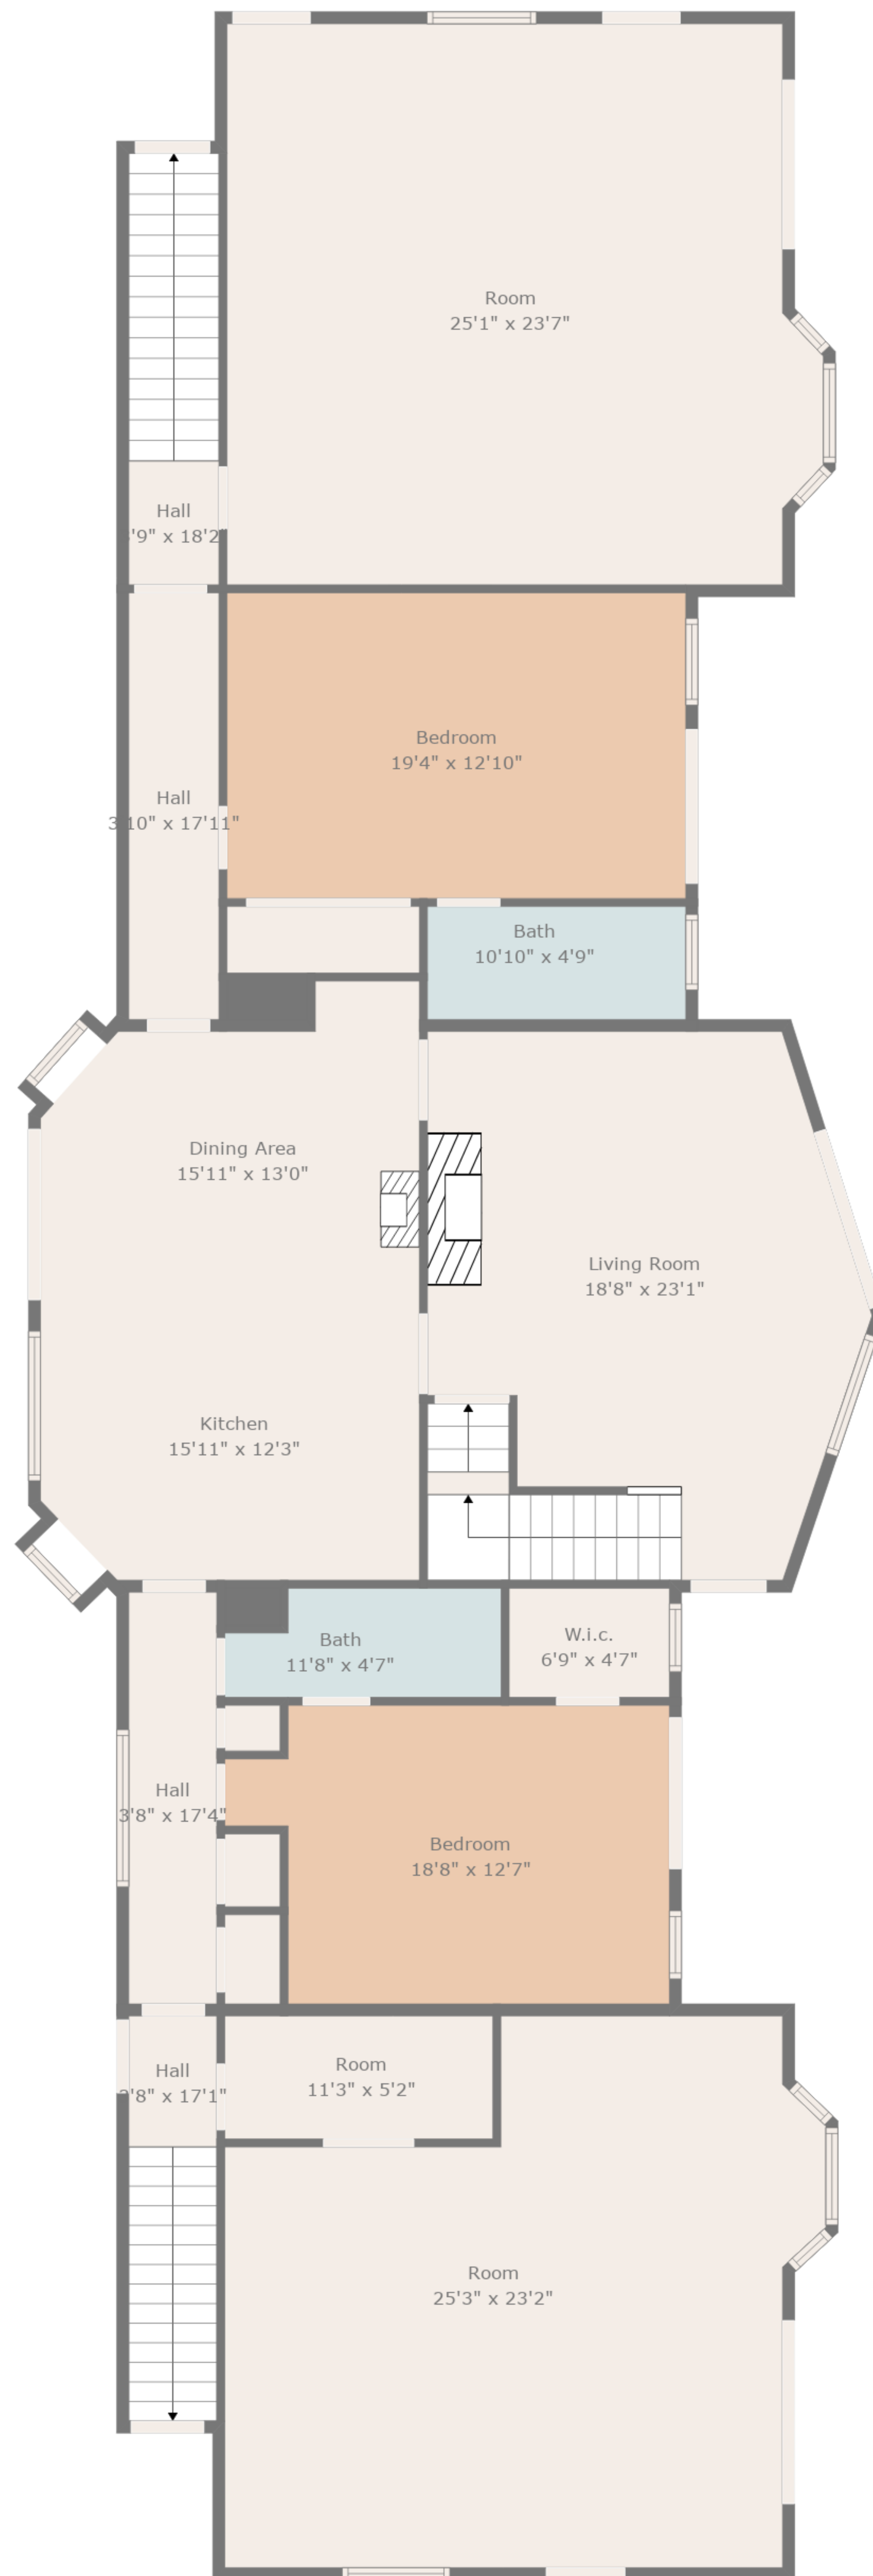 Room
25'1" x 23'7"
Hall
'9" x 18'2
Bedroom
19'4" x 12'10"
Hall
3'10" x 17'11"
Bath
10'10" x 4'9"
Dining Area
15'11" x 13'0"
Living Room
18'8" x 23'1"
Kitchen
15'11" x 12'3"
Bath
11'8" x 4'7"
W.i.c.
6'9" x 4'7"
Hall
3'8" x 17'4"
Bedroom
18'8" x 12'7"
Hall
3'8" x 17'1"
Room
11'3" x 5'2"
Room
25'3" x 23'2"